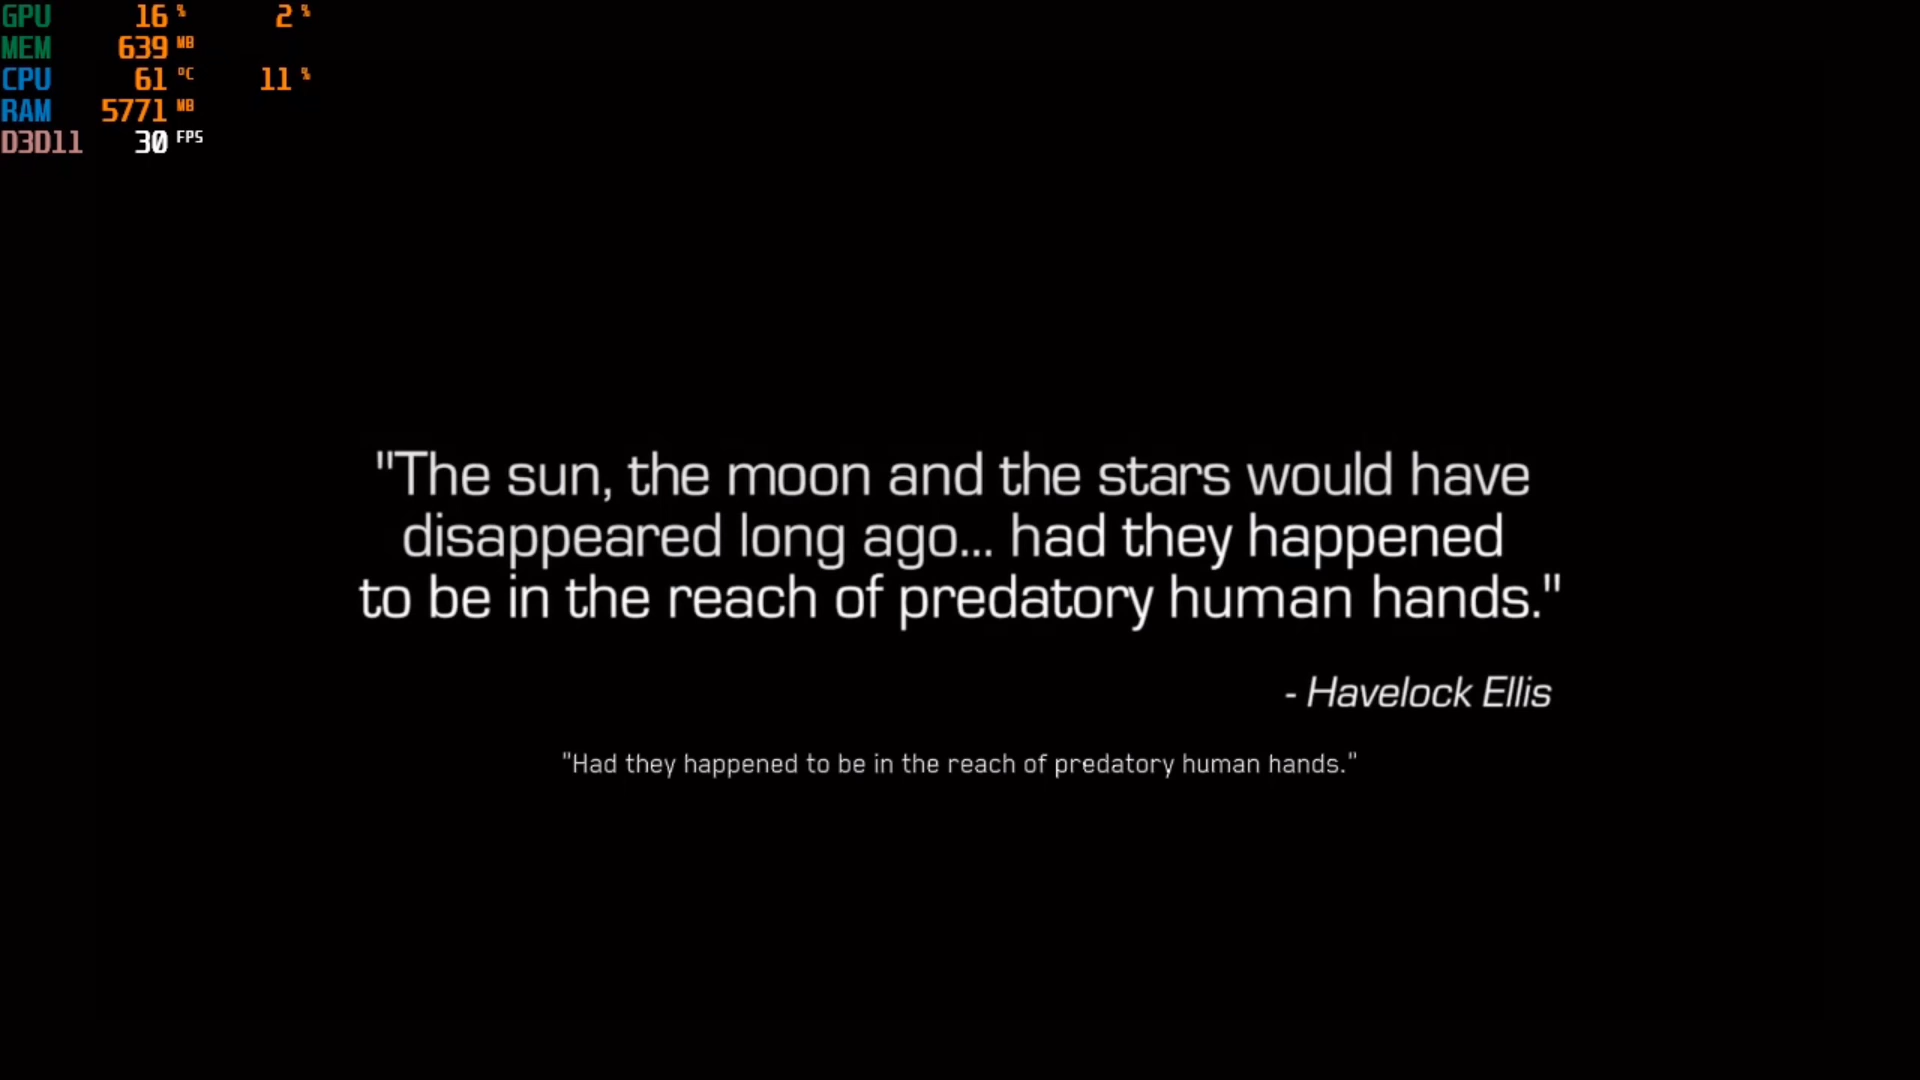 GPU 16 % 2 %
MEM 639 MB
CPU 61 °C 11 %
RAM 5771 MB
D3D11 30 FPS
"The sun, the moon and the stars would have
disappeared long ago... had they happened
to be in the reach of predatory human hands."
- Havelock Ellis
"Had they happened to be in the reach of predatory human hands."